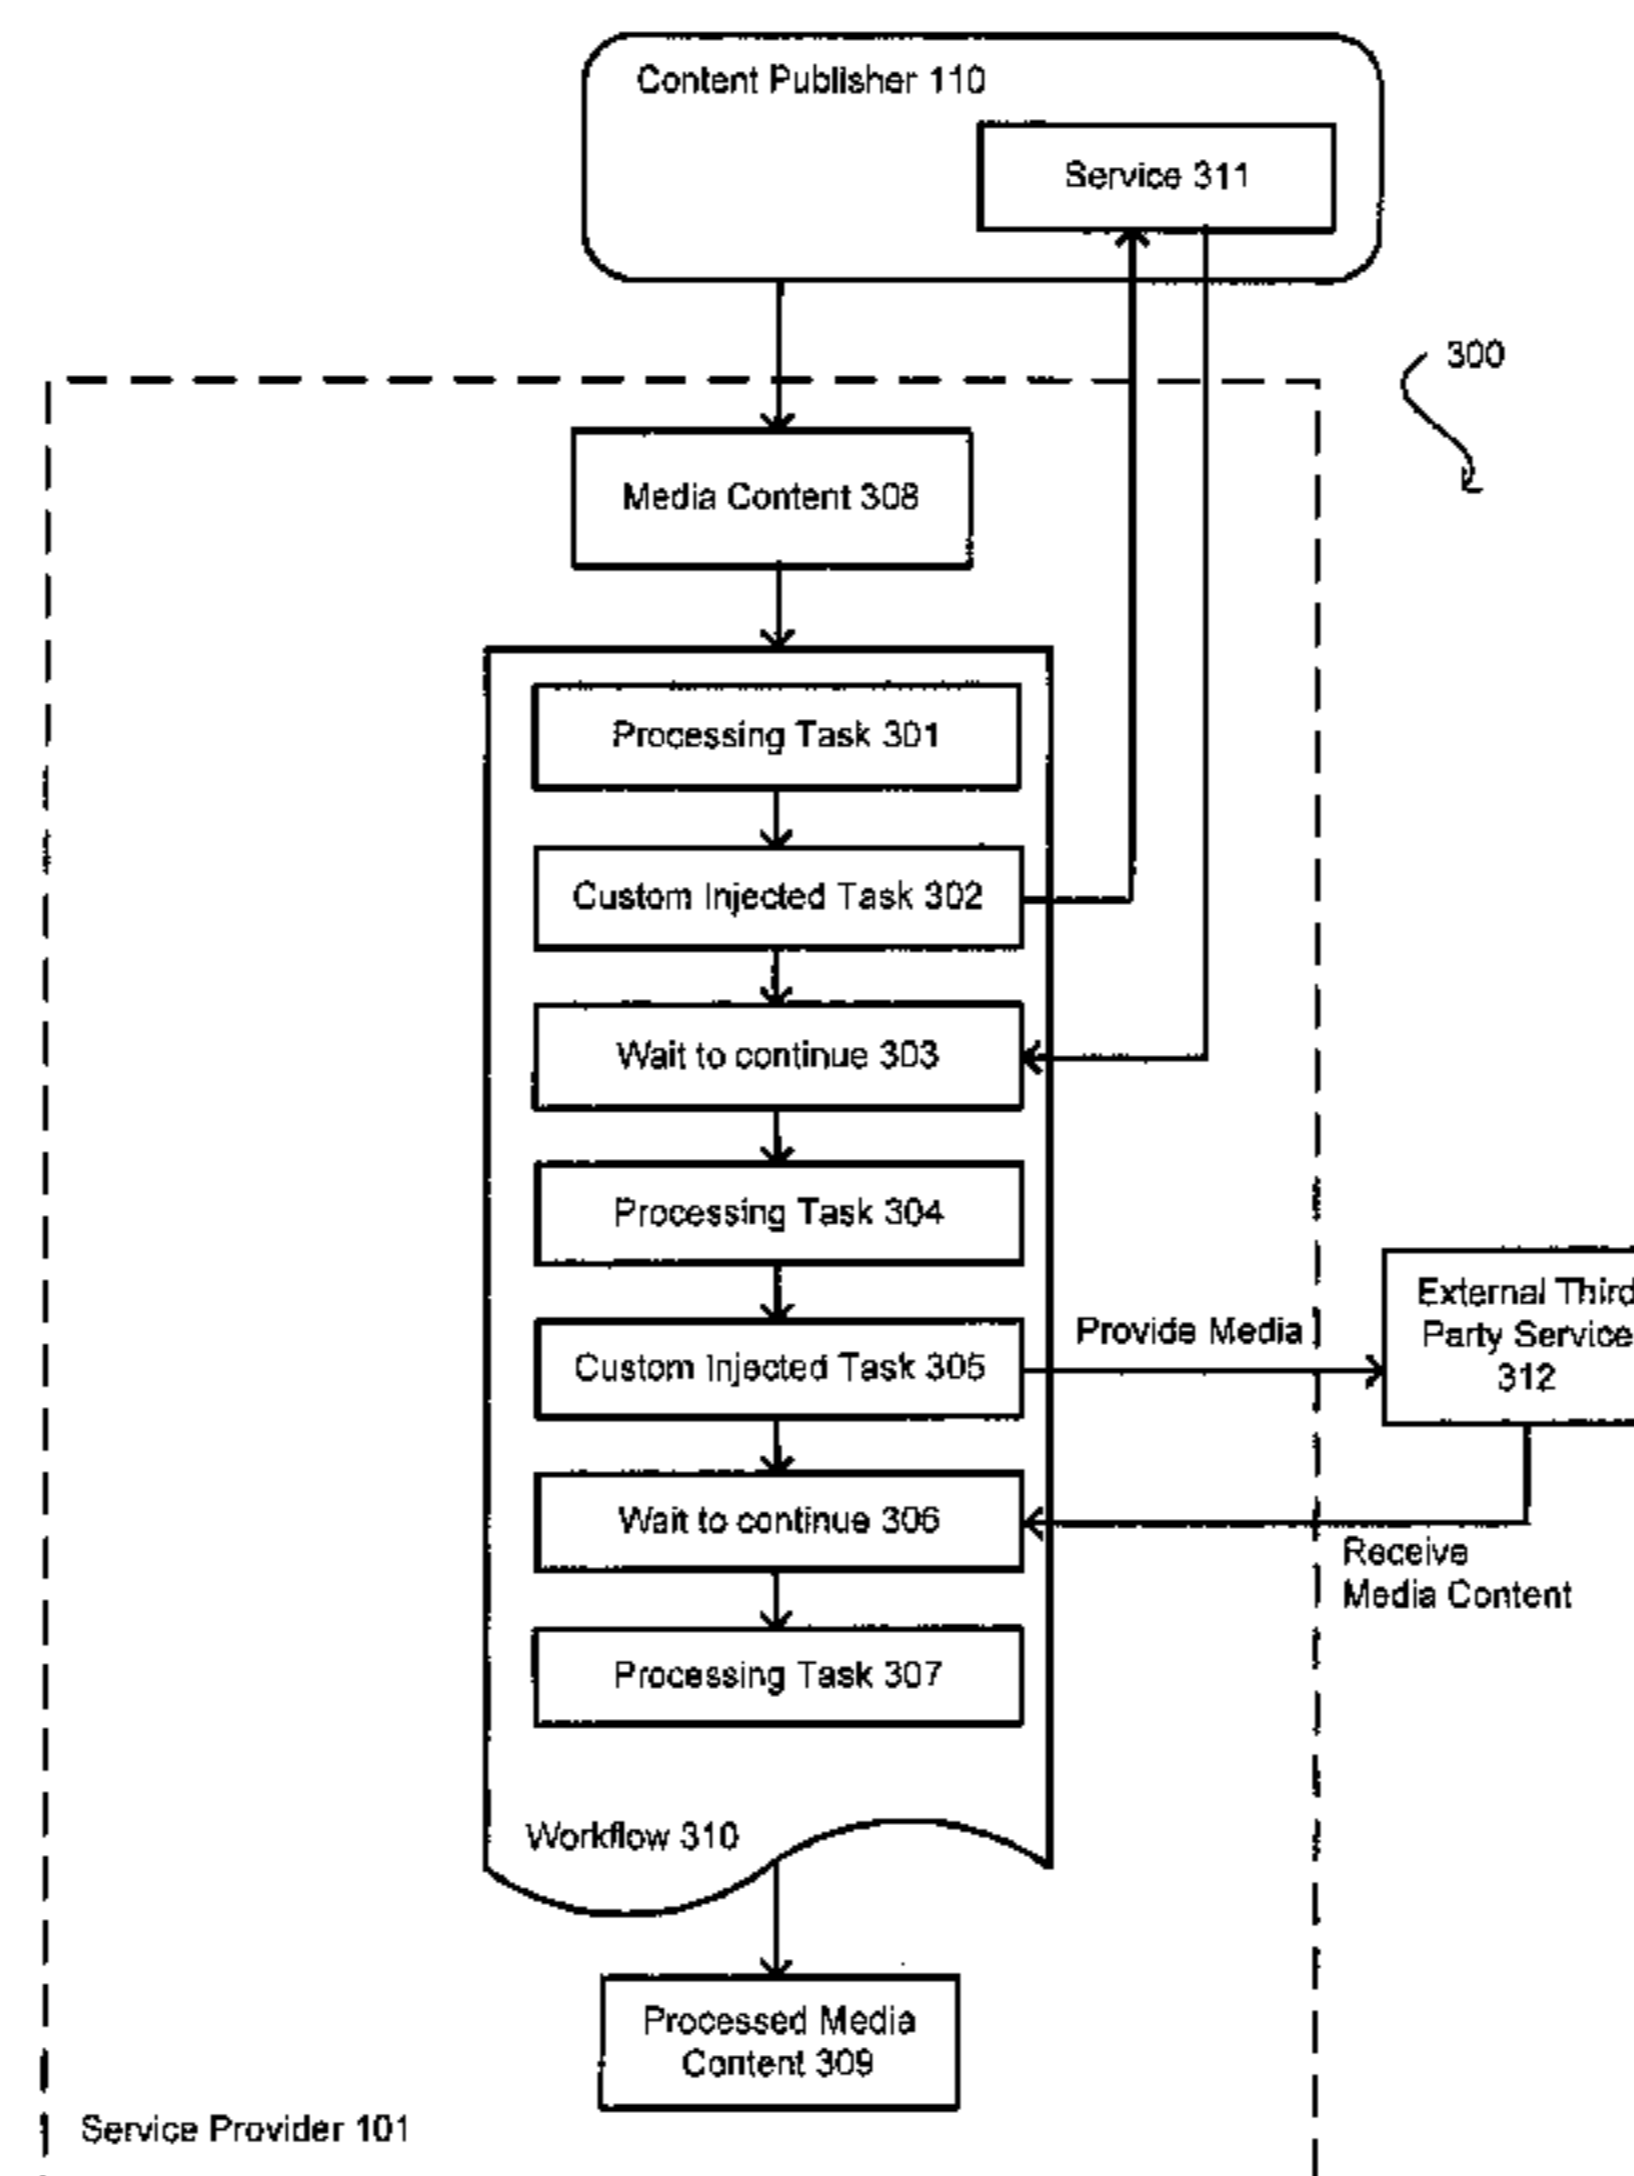 Content Publisher 110
Service 311
300
Media Content 308
Processing Task 301
Custom Injected Task 302
Wait to continue 303
Processing Task 304
Custom Injected Task 305
Provide Media
External Third
Party Service
312
Wait to continue 306
Receive
Media Content
Processing Task 307
Workflow 310
Processed Media
Content 309
Service Provider 101